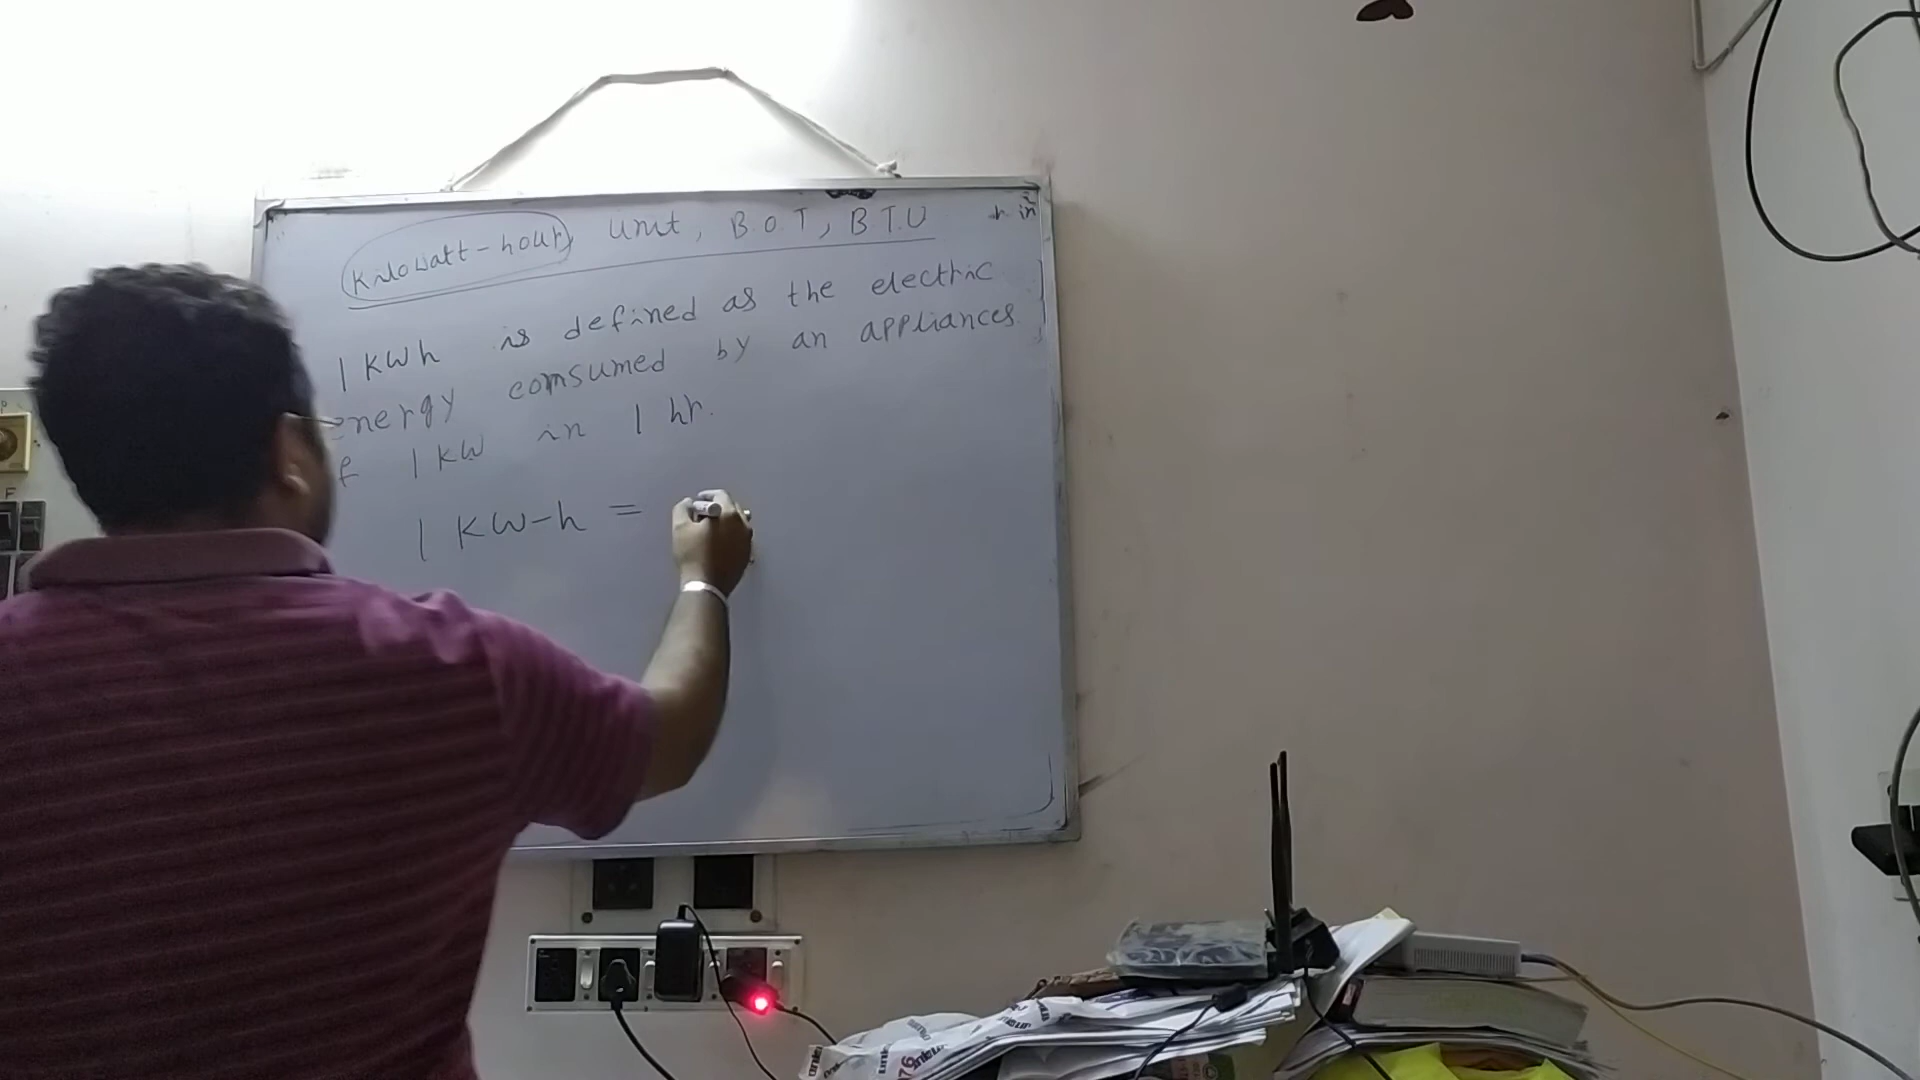 Kilowatt-hour, unit, B.O.T, B.T.U
1 KWh is defined as the electric
energy comsumed by an appliances
f 1 KW in 1 hr.
1 KW-h =
F